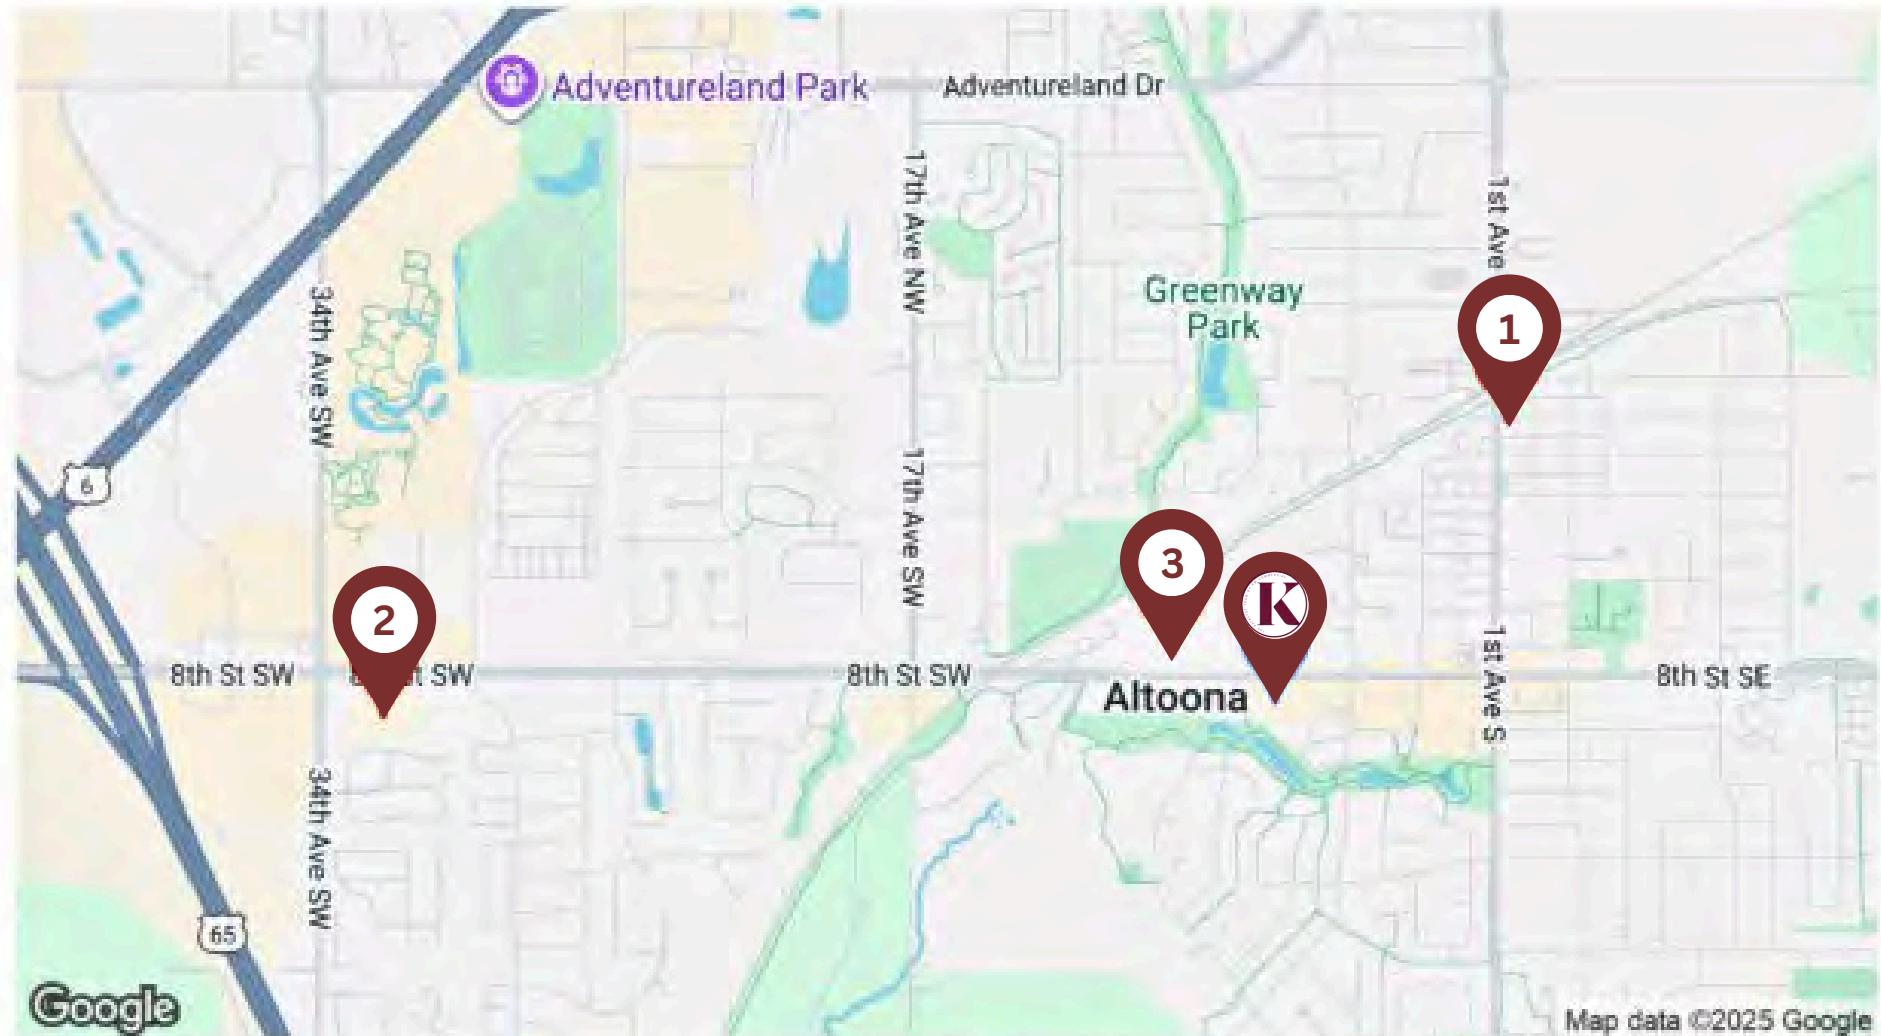 Adventureland Park
Adventureland Dr
17th Ave NW
1st Ave
Greenway
Park
34th Ave SW
1
6
17th Ave SW
3
K
2
8th St SW
St SW
8th St SW
Altoona
1st Ave S
8th St SE
34th Ave SW
65
Google
Map data ©2025 Google